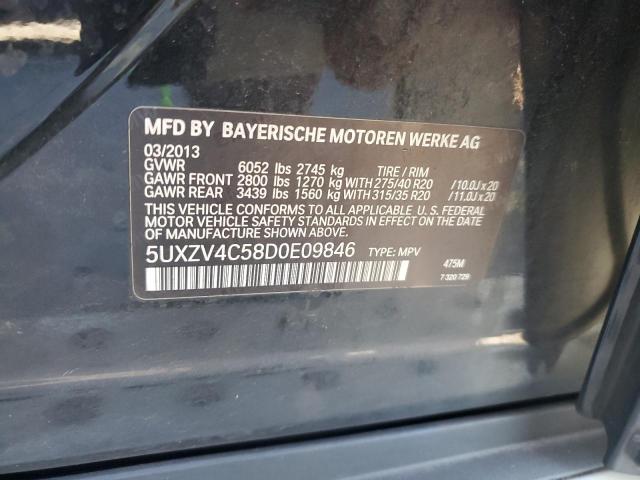 MFD BY BAYERISCHE MOTOREN WERKE AG
03/2013
GVWR 6052 lbs 2745 kg TIRE / RIM
GAWR FRONT 2800 lbs 1270 kg WITH 275/40 R20 /10.0J x 20
GAWR REAR 3439 lbs 1560 kg WITH 315/35 R20 /11.0J x 20
THIS VEHICLE CONFORMS TO ALL APPLICABLE U. S. FEDERAL
MOTOR VEHICLE SAFETY STANDARDS IN EFFECT ON THE DATE
OF MANUFACTURE SHOWN ABOVE.
5UXZV4C58D0E09846 TYPE: MPV 475M
7 320 729